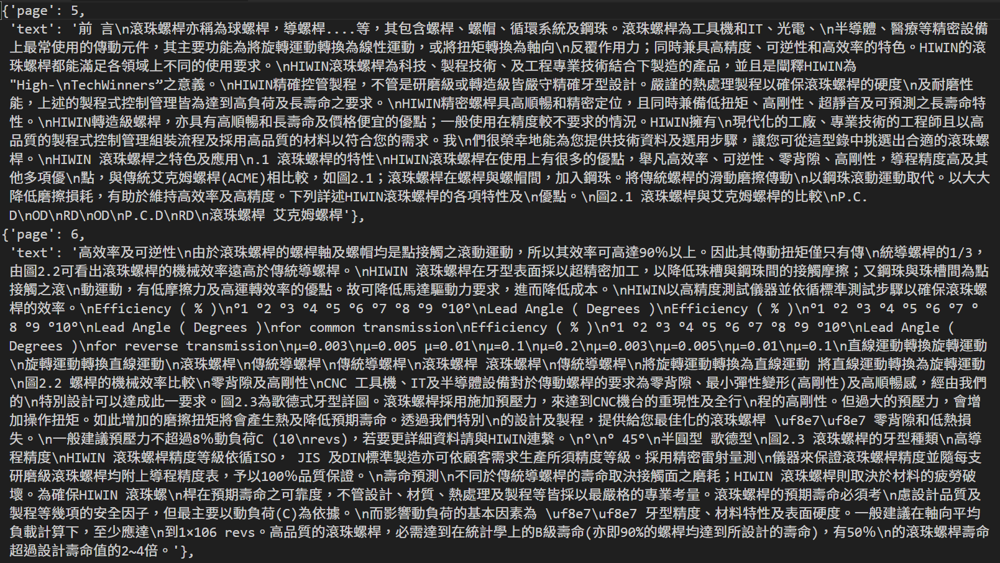 {'page': 5,
'text': '前 言\n滾珠螺桿亦稱為球螺桿，導螺桿....等，其包含螺桿、螺帽、循環系統及鋼珠。滾珠螺桿為工具機和IT、光電、\n半導體、醫療等精密設備
上最常使用的傳動元件，其主要功能為將旋轉運動轉換為線性運動，或將扭矩轉換為軸向\n反覆作用力；同時兼具高精度、可逆性和高效率的特色。HIWIN的滾
珠螺桿都能滿足各領域上不同的使用要求。\nHIWIN滾珠螺桿為科技、製程技術、及工程專業技術結合下製造的產品，並且是闡釋HIWIN為
"High-\nTechWinners”之意義。\nHIWIN精確控管製程，不管是研磨級或轉造級皆嚴守精確牙型設計。嚴謹的熱處理製程以確保滾珠螺桿的硬度\n及耐磨性
能，上述的製程式控制管理皆為達到高負荷及長壽命之要求。\nHIWIN精密螺桿具高順暢和精密定位，且同時兼備低扭矩、高剛性、超靜音及可預測之長壽命特
性。\nHIWIN轉造級螺桿，亦具有高順暢和長壽命及價格便宜的優點；一般使用在精度較不要求的情況。HIWIN擁有\n現代化的工廠、專業技術的工程師且以高
品質的製程式控制管理組裝流程及採用高品質的材料以符合您的需求。我\n們很榮幸地能為您提供技術資料及選用步驟，讓您可從這型錄中挑選出合適的滾珠螺
桿。\nHIWIN 滾珠螺桿之特色及應用\n.1 滾珠螺桿的特性\nHIWIN滾珠螺桿在使用上有很多的優點，舉凡高效率、可逆性、零背隙、高剛性，導程精度高及其
他多項優\n點，與傳統艾克姆螺桿(ACME)相比較，如圖2.1；滾珠螺桿在螺桿與螺帽間，加入鋼珠。將傳統螺桿的滑動磨擦傳動\n以鋼珠滾動運動取代。以大大
降低磨擦損耗，有助於維持高效率及高精度。下列詳述HIWIN滾珠螺桿的各項特性及\n優點。\n圖2.1 滾珠螺桿與艾克姆螺桿的比較\nP.C.
D\nOD\nRD\nOD\nP.C.D\nRD\n滾珠螺桿 艾克姆螺桿'},
{'page': 6,
'text': '高效率及可逆性\n由於滾珠螺桿的螺桿軸及螺帽均是點接觸之滾動運動，所以其效率可高達90％以上。因此其傳動扭矩僅只有傳\n統導螺桿的1/3，
由圖2.2可看出滾珠螺桿的機械效率遠高於傳統導螺桿。\nHIWIN 滾珠螺桿在牙型表面採以超精密加工，以降低珠槽與鋼珠間的接觸摩擦；又鋼珠與珠槽間為點
接觸之滾\n動運動，有低摩擦力及高運轉效率的優點。故可降低馬達驅動力要求，進而降低成本。\nHIWIN以高精度測試儀器並依循標準測試步驟以確保滾珠螺
桿的效率。\nEfficiency ( % )\n°1 °2 °3 °4 °5 °6 °7 °8 °9 °10°\nLead Angle ( Degrees )\nEfficiency ( % )\n°1 °2 °3 °4 °5 °6 °7 °
8 °9 °10°\nLead Angle ( Degrees )\nfor common transmission\nEfficiency ( % )\n°1 °2 °3 °4 °5 °6 °7 °8 °9 °10°\nLead Angle (
Degrees )\nfor reverse transmission\nμ=0.003\nμ=0.005 μ=0.01\nμ=0.1\nμ=0.2\nμ=0.003\nμ=0.005\nμ=0.01\nμ=0.1\n直線運動轉換旋轉運動
\n旋轉運動轉換直線運動\n滾珠螺桿\n傳統導螺桿\n傳統導螺桿\n滾珠螺桿 滾珠螺桿\n傳統導螺桿\n將旋轉運動轉換為直線運動 將直線運動轉換為旋轉運動
\n圖2.2 螺桿的機械效率比較\n零背隙及高剛性\nCNC 工具機、IT及半導體設備對於傳動螺桿的要求為零背隙、最小彈性變形(高剛性)及高順暢感，經由我們
的\n特別設計可以達成此一要求。圖2.3為歌德式牙型詳圖。滾珠螺桿採用施加預壓力，來達到CNC機台的重現性及全行\n程的高剛性。但過大的預壓力，會增
加操作扭矩。如此增加的磨擦扭矩將會產生熱及降低預期壽命。透過我們特別\n的設計及製程，提供給您最佳化的滾珠螺桿 \uf8e7\uf8e7 零背隙和低熱損
失。\n一般建議預壓力不超過8％動負荷C (10\nrevs)，若要更詳細資料請與HIWIN連繫。\n°\n° 45°\n半圓型 歌德型\n圖2.3 滾珠螺桿的牙型種類\n高導
程精度\nHIWIN 滾珠螺桿精度等級依循ISO， JIS 及DIN標準製造亦可依顧客需求生產所須精度等級。採用精密雷射量測\n儀器來保證滾珠螺桿精度並隨每支
研磨級滾珠螺桿均附上導程精度表，予以100％品質保證。\n壽命預測\n不同於傳統導螺桿的壽命取決接觸面之磨耗；HIWIN 滾珠螺桿則取決於材料的疲勞破
壞。為確保HIWIN 滾珠螺\n桿在預期壽命之可靠度，不管設計、材質、熱處理及製程等皆採以最嚴格的專業考量。滾珠螺桿的預期壽命必須考\n慮設計品質及
製程等幾項的安全因子，但最主要以動負荷(C)為依據。\n而影響動負荷的基本因素為 \uf8e7\uf8e7 牙型精度、材料特性及表面硬度。一般建議在軸向平均
負載計算下，至少應達\n到1×106 revs。高品質的滾珠螺桿，必需達到在統計學上的B級壽命(亦即90%的螺桿均達到所設計的壽命)，有50％\n的滾珠螺桿壽命
超過設計壽命值的2~4倍。'},